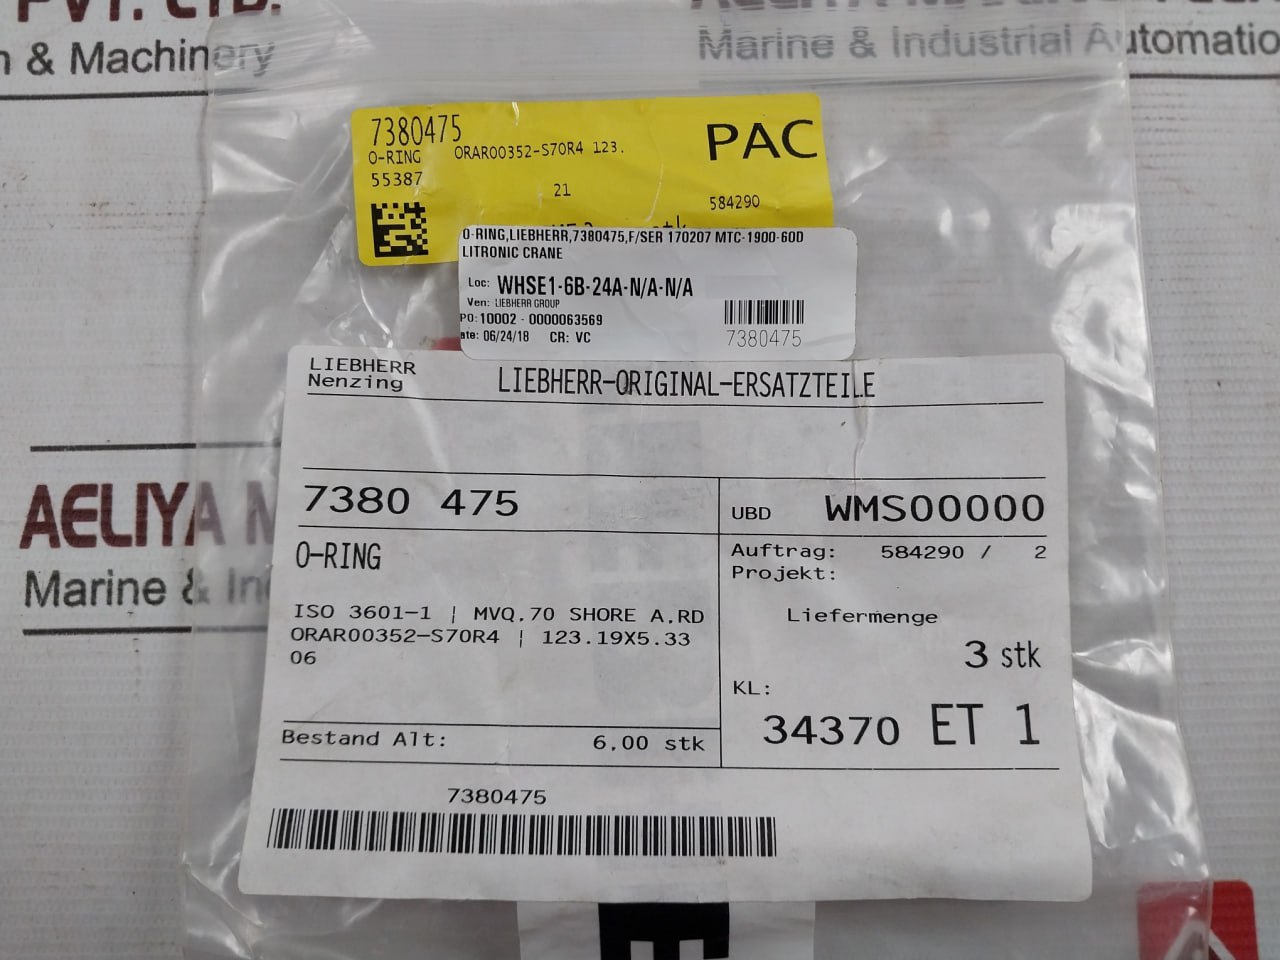 PVT. LTD.
& Machinery
Marine & Industrial Automatio
7380475
O-RING ORAR00352-S70R4 123.
PAC
55387
21
584290
O-RING,LIEBHERR,7380475,F/SER 170207 MTC-1900-60D
LITRONIC CRANE
Loc: WHSE1-6B-24A-N/A-N/A
Ven: LIEBHERR GROUP
PO: 10002 - 0000063569
ate: 06/24/18 CR: VC
7380475
LIEBHERR
Nenzing
LIEBHERR-ORIGINAL-ERSATZTEILE
7380 475
UBD WMS00000
O-RING
Auftrag: 584290 / 2
Projekt:
ISO 3601-1 | MVQ,70 SHORE A,RD
ORAR00352-S70R4 | 123.19X5.33
06
Liefermenge
3 stk
KL:
34370 ET 1
Bestand Alt: 6.00 stk
7380475
AELIYA M
Marine & Ind